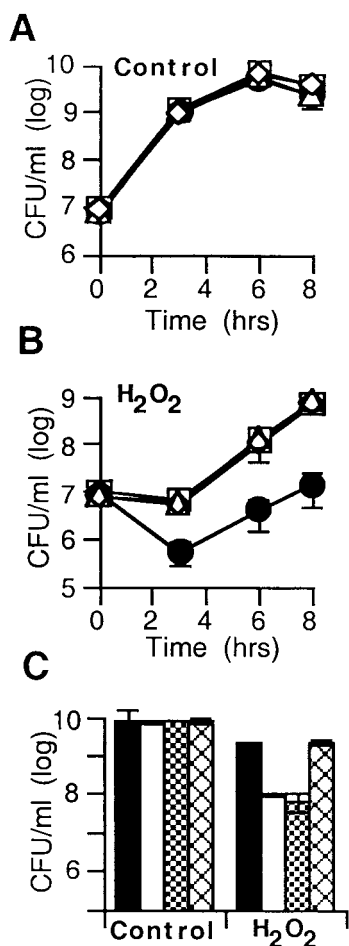 A
Control
CFU/ml (log)
10
9
8
7
6
0 2 4 6 8
Time (hrs)
B
H2O2
CFU/ml (log)
9
8
7
6
5
0 2 4 6 8
Time (hrs)
C
CFU/ml (log)
10
8
6
Control H2O2